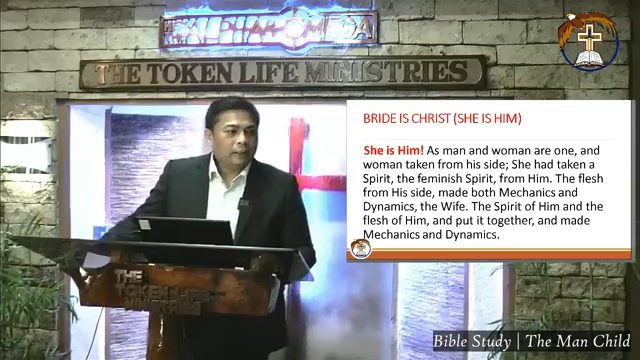 ALPHA OMEGA
THE TOKEN LIFE MINISTRIES
BRIDE IS CHRIST (SHE IS HIM)
She is Him! As man and woman are one, and
woman taken from his side; She had taken a
Spirit, the feminish Spirit, from Him. The flesh
from His side, made both Mechanics and
Dynamics, the Wife. The Spirit of Him and the
flesh of Him, and put it together, and made
Mechanics and Dynamics.
THE
TOKEN LIFE
MINISTRIES
Bible Study | The Man Child